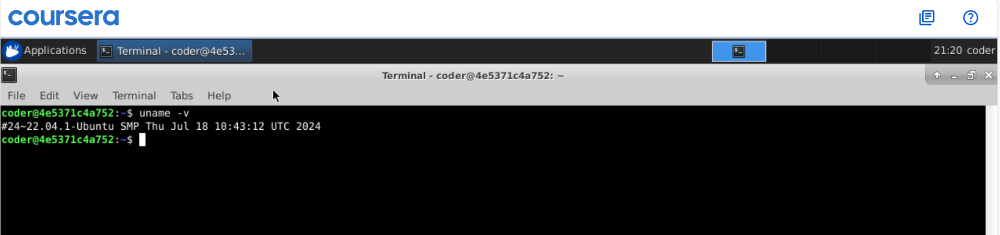 coursera
Applications
Terminal - coder@4e53...
21:20 coder
Terminal - coder@4e5371c4a752: ~
File Edit View Terminal Tabs Help
coder@4e5371c4a752:~$ uname -v
#24~22.04.1-Ubuntu SMP Thu Jul 18 10:43:12 UTC 2024
coder@4e5371c4a752:~$